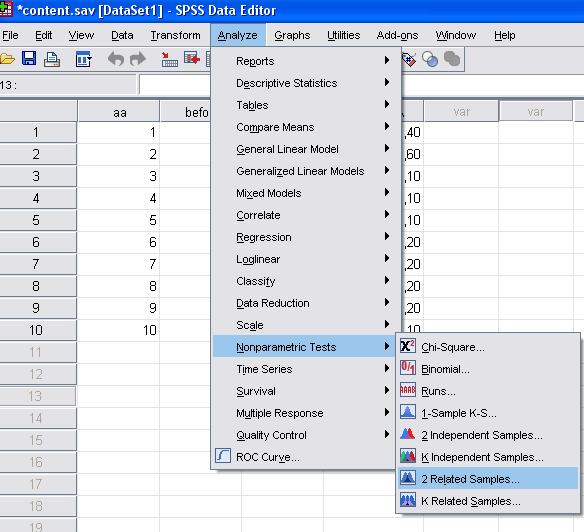 *content.sav [DataSet1] - SPSS Data Editor
File Edit View Data Transform Analyze Graphs Utilities Add-ons Window Help
13 :
aa befo var var
1 1 ,40
2 2 ,60
3 3 ,10
4 4 ,10
5 5 ,10
6 6 ,20
7 7 ,20
8 8 ,20
9 9 ,20
10 10 ,10
11
12
13
14
15
16
17
18
Reports
Descriptive Statistics
Tables
Compare Means
General Linear Model
Generalized Linear Models
Mixed Models
Correlate
Regression
Loglinear
Classify
Data Reduction
Scale
Nonparametric Tests
Time Series
Survival
Multiple Response
Quality Control
ROC Curve...
X² Chi-Square...
0/1 Binomial...
AAAB Runs...
1-Sample K-S...
2 Independent Samples...
K Independent Samples...
2 Related Samples...
K Related Samples...